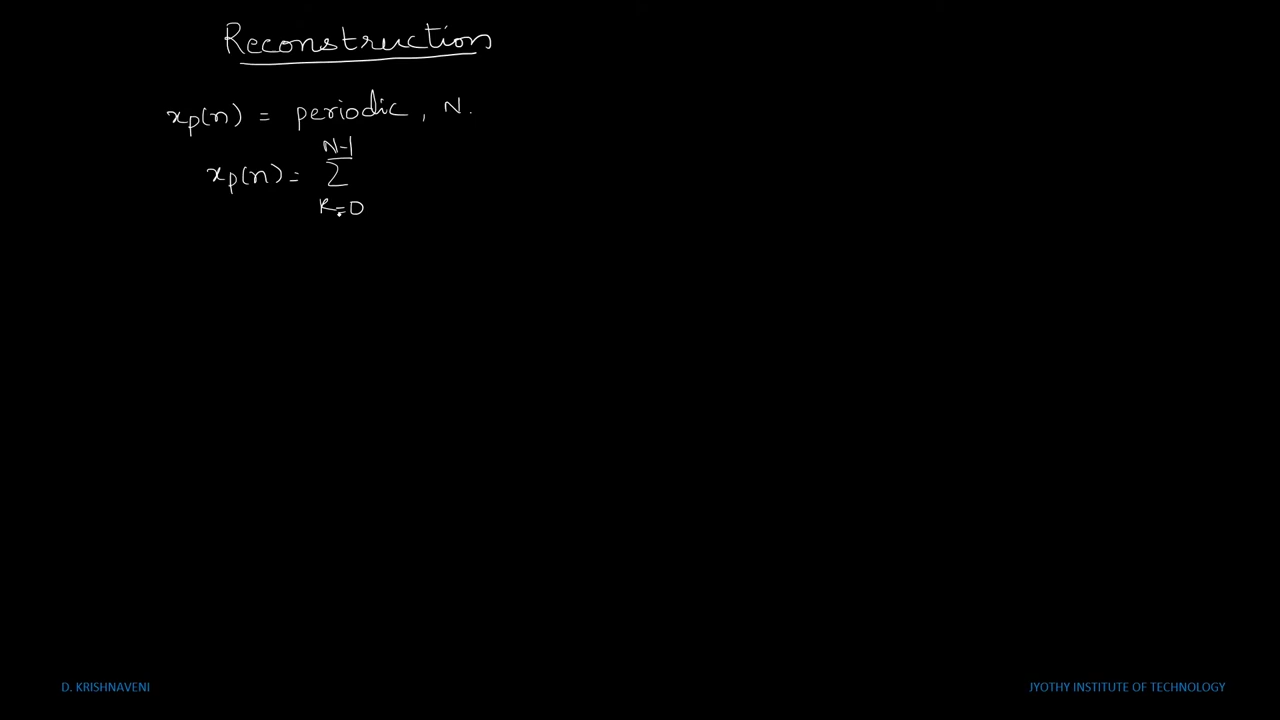 Reconstruction
xp(n) = periodic, N.
N-1
xp(n) = Σ
K=0
D. KRISHNAVENI
JYOTHY INSTITUTE OF TECHNOLOGY